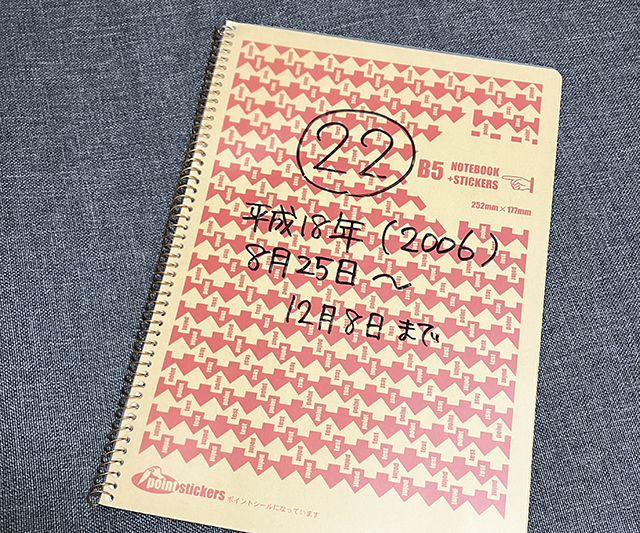 22
B5 NOTEBOOK
+STICKERS
252mm×177mm
平成18年(2006)
8月25日〜
12月8日まで
point stickers ポイントシールになっています